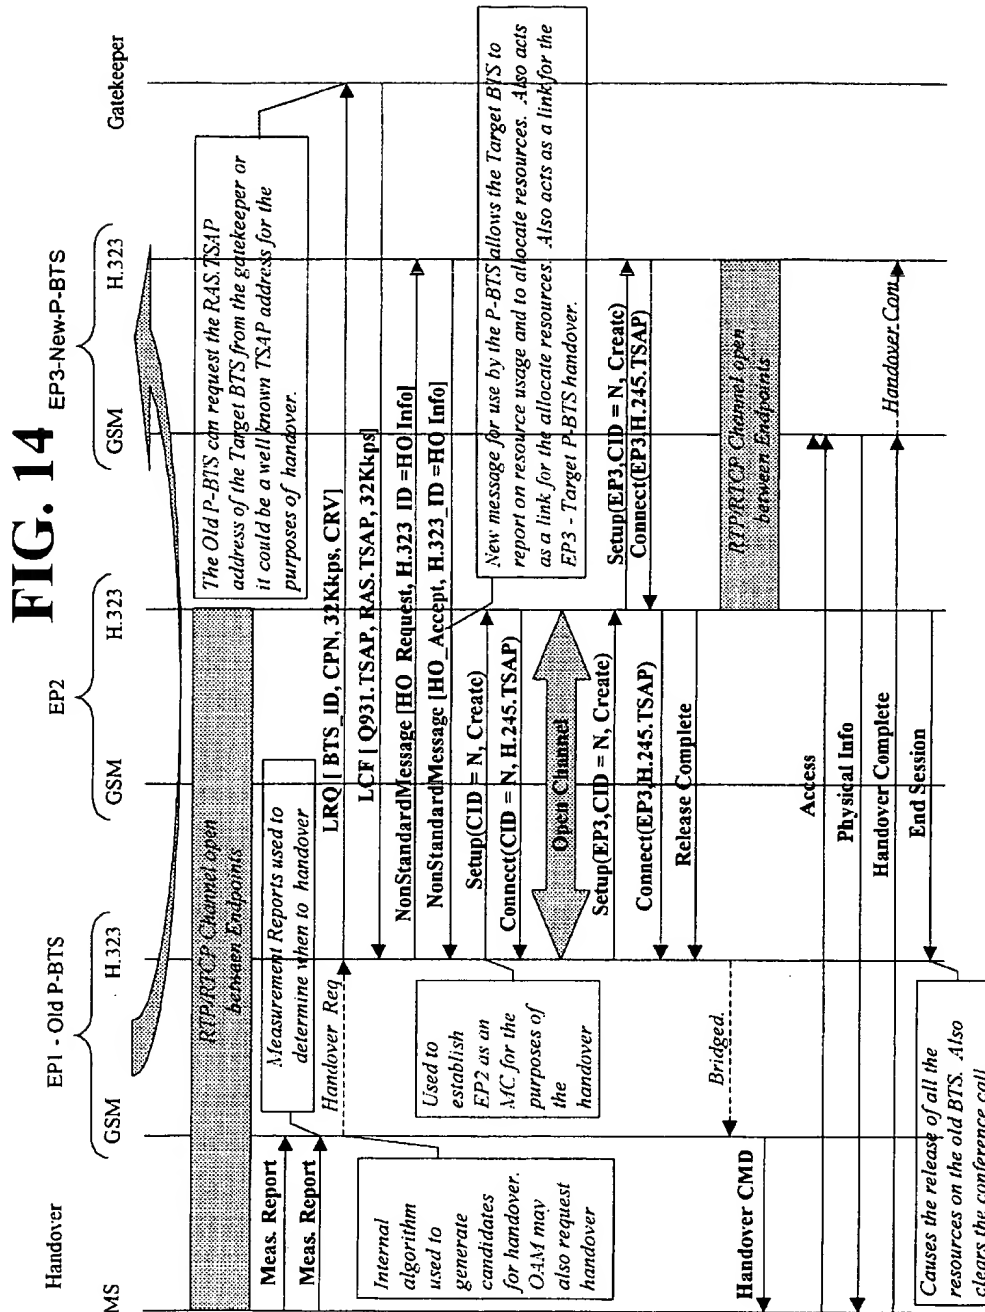 FIG. 14
Handover
EP1 - Old P-BTS
EP2
EP3-New-P-BTS
MS
GSM
H.323
GSM
H.323
GSM
H.323
Gatekeeper
RTP/RTCP Channel open
between Endpoints
The Old P-BTS can request the RAS.TSAP
address of the Target BTS from the gatekeeper or
it could be a well known TSAP address for the
purposes of handover.
Meas. Report
Meas. Report
Measurement Reports used to
determine when to handover
Handover Req
LRQ [ BTS_ID, CPN, 32Kkps, CRV]
LCF [ Q931.TSAP, RAS.TSAP, 32Kkps]
Internal
algorithm
used to
generate
candidates
for handover.
OAM may
also request
handover
NonStandardMessage [HO_Request, H.323_ID =HO Info]
NonStandardMessage [HO_Accept, H.323_ID =HO Info]
New message for use by the P-BTS allows the Target BTS to
report on resource usage and to allocate resources. Also acts
as a link for the allocate resources. Also acts as a link for the
EP3 - Target P-BTS handover.
Setup(CID = N, Create)
Connect(CID = N, H.245.TSAP)
Used to
establish
EP2 as an
MC for the
purposes of
the
handover
Open Channel
Setup(EP3,CID = N, Create)
Setup(EP3,CID = N, Create)
Connect(EP3,H.245.TSAP)
Connect(EP3,H.245.TSAP)
Release Complete
RTP/RTCP Channel open
between Endpoints
Bridged.
Handover CMD
Access
Physical Info
Handover Complete
Handover Com
End Session
Causes the release of all the
resources on the old BTS. Also
clears the conference call